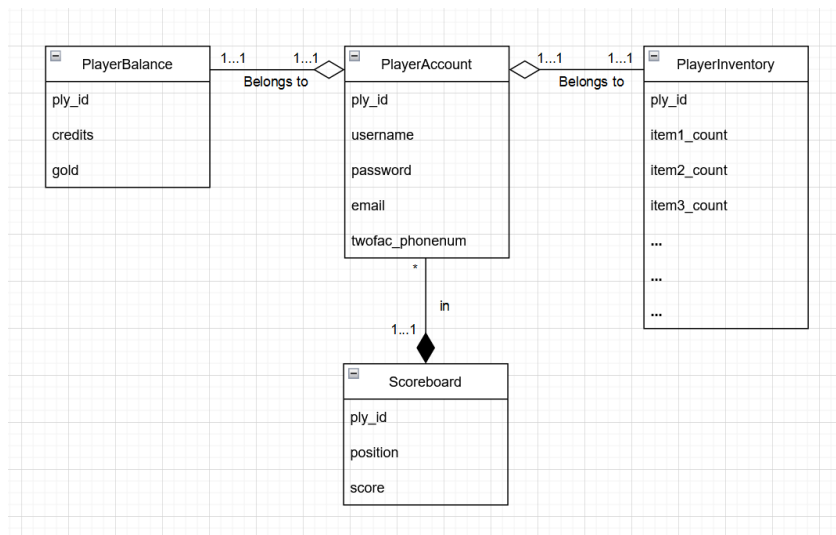 PlayerBalance
ply_id
credits
gold
1...1
1...1
Belongs to
PlayerAccount
ply_id
username
password
email
twofac_phonenum
1...1
1...1
Belongs to
PlayerInventory
ply_id
item1_count
item2_count
item3_count
...
...
...
*
in
1...1
Scoreboard
ply_id
position
score